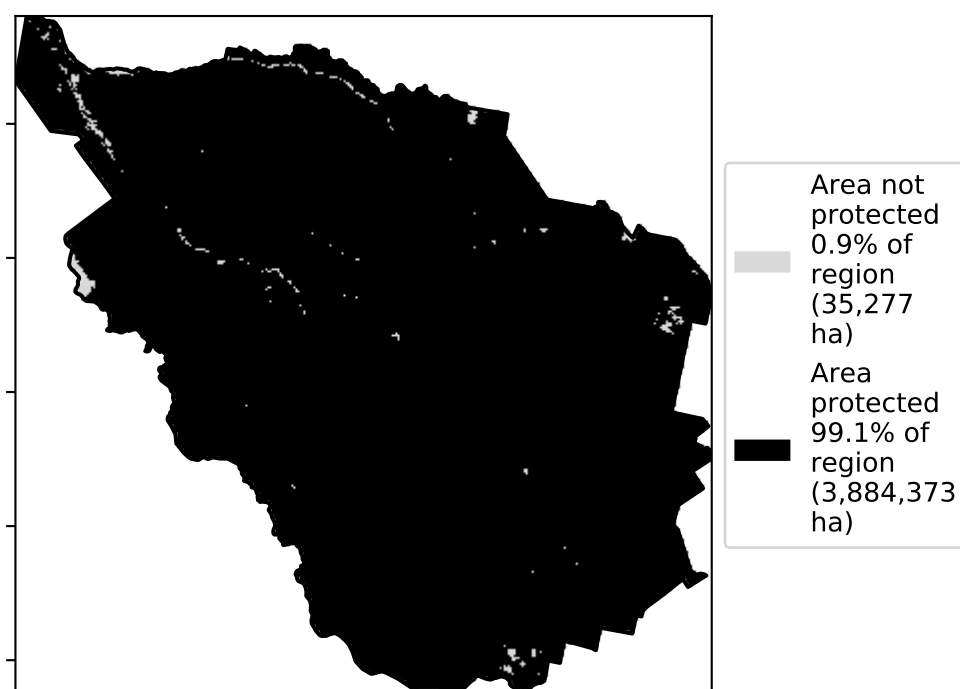 Area not
protected
0.9% of
region
(35,277
ha)
Area
protected
99.1% of
region
(3,884,373
ha)